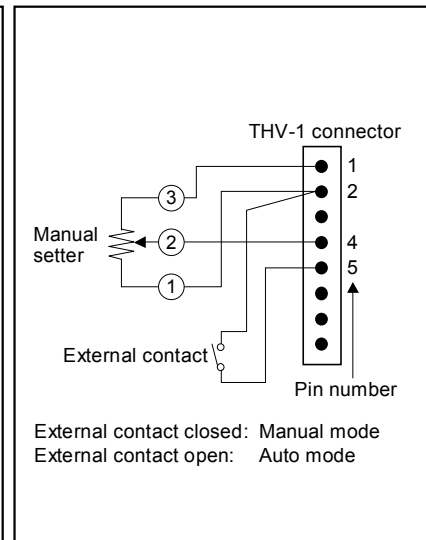 THV-1 connector
1
3
2
Manual
setter
2
4
5
1
External contact
Pin number
External contact closed: Manual mode
External contact open: Auto mode